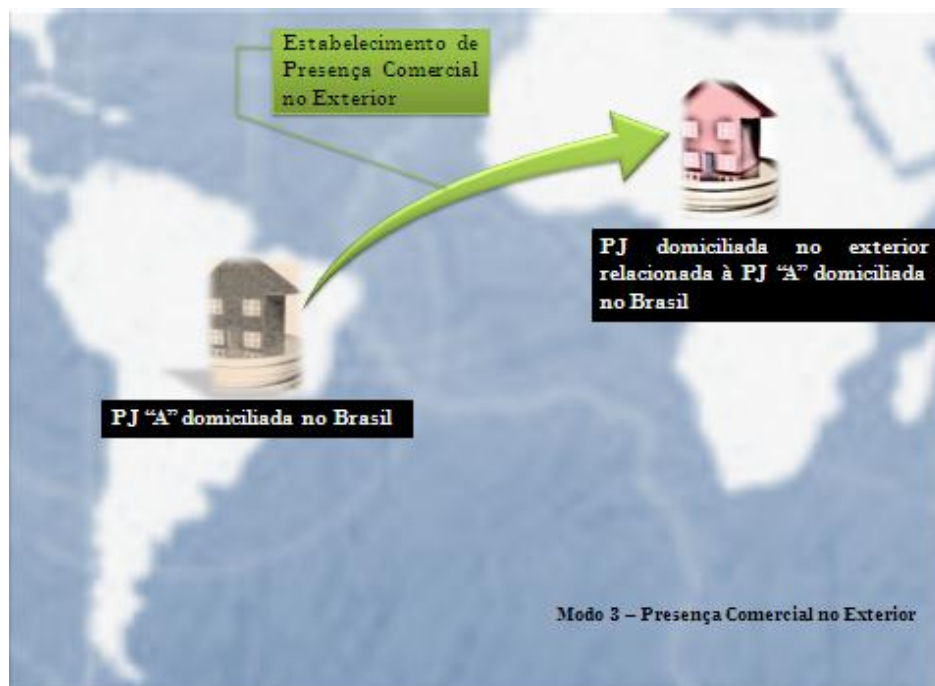 Estabelecimento de
Presença Comercial
no Exterior
PJ domiciliada no exterior
relacionada à PJ “A” domiciliada
no Brasil
PJ “A” domiciliada no Brasil
Modo 3 – Presença Comercial no Exterior